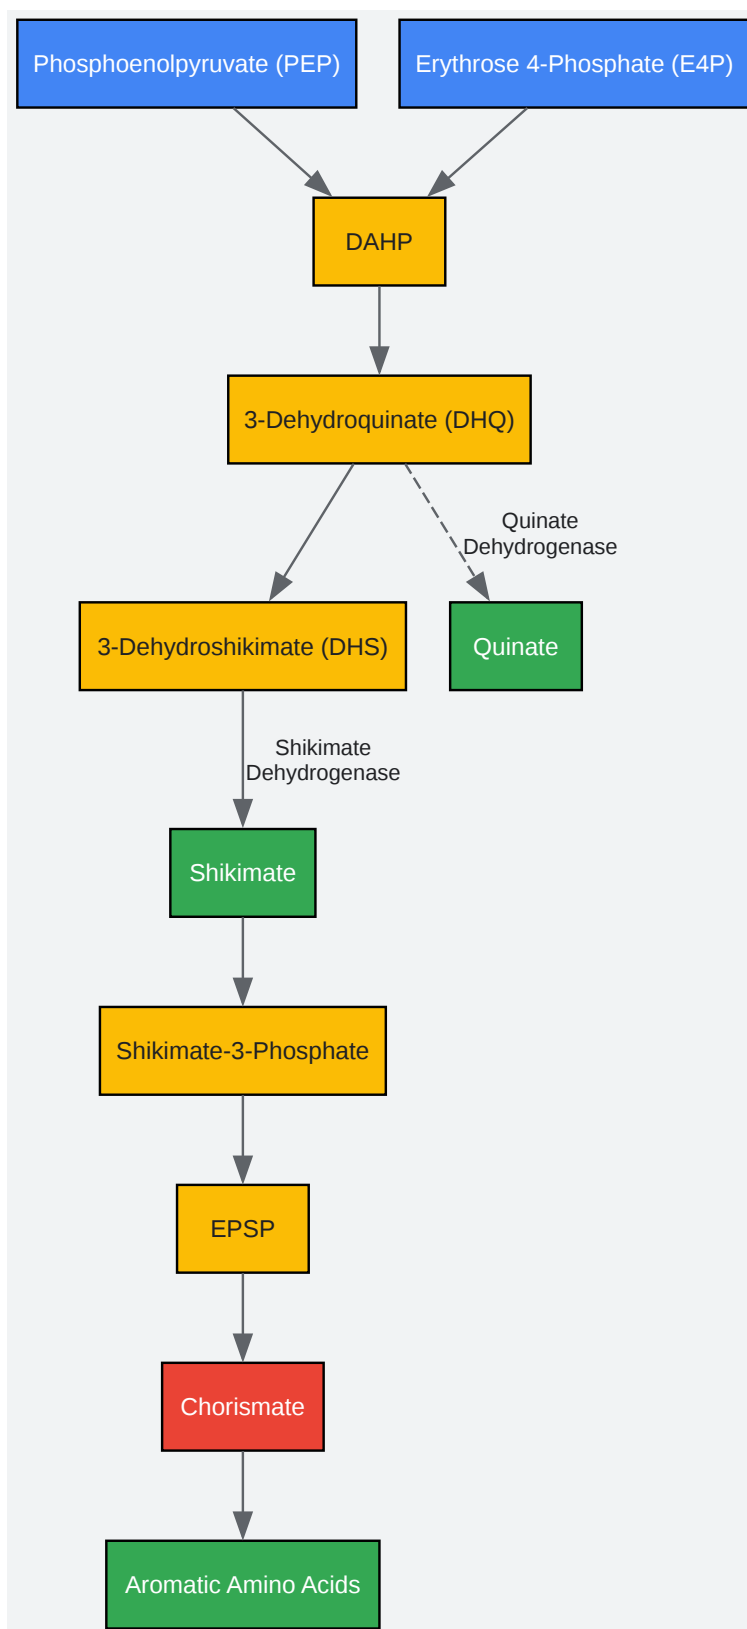 Phosphoenolpyruvate (PEP)
Erythrose 4-Phosphate (E4P)
DAHP
3-Dehydroquinate (DHQ)
Quinate
Dehydrogenase
3-Dehydroshikimate (DHS)
Quinate
Shikimate
Dehydrogenase
Shikimate
Shikimate-3-Phosphate
EPSP
Chorismate
Aromatic Amino Acids